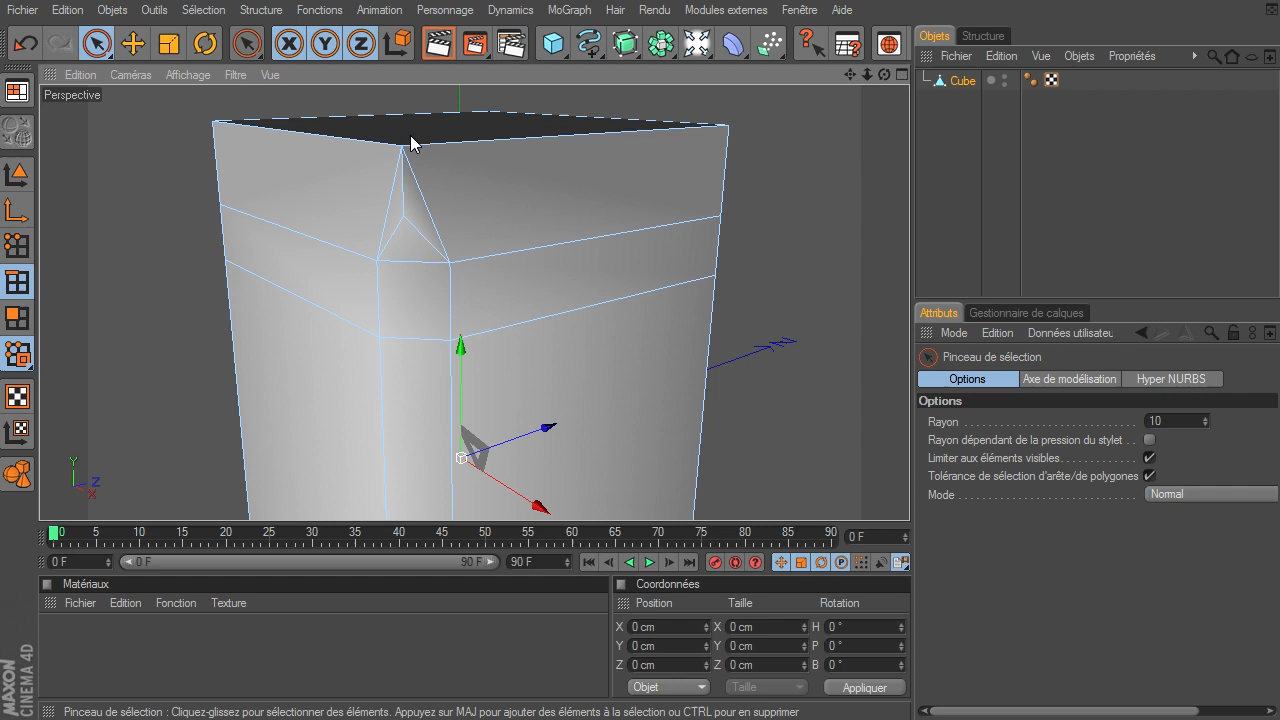 Fichier Edition Objets Outils Sélection Structure Fonctions Animation Personnage Dynamics MoGraph Hair Rendu Modules externes Fenêtre Aide
X Y Z
Objets Structure
Fichier Edition Vue Objets Propriétés
Cube
Edition Caméras Affichage Filtre Vue
Perspective
Y
Z
X
Attributs Gestionnaire de calques
Mode Edition Données utilisateu
Pinceau de sélection
Options Axe de modélisation Hyper NURBS
Options
Rayon 10
Rayon dépendant de la pression du stylet
Limiter aux éléments visibles
Tolérance de sélection d'arête/de polygones
Mode Normal
0 5 10 15 20 25 30 35 40 45 50 55 60 65 70 75 80 85 90 0 F
0 F 0 F 90 F 90 F
Matériaux
Fichier Edition Fonction Texture
Coordonnées
Position Taille Rotation
X 0 cm X 0 cm H 0 °
Y 0 cm Y 0 cm P 0 °
Z 0 cm Z 0 cm B 0 °
Objet Taille Appliquer
MAXON
CINEMA 4D
Pinceau de sélection : Cliquez-glissez pour sélectionner des éléments. Appuyez sur MAJ pour ajouter des éléments à la sélection ou CTRL pour en supprimer